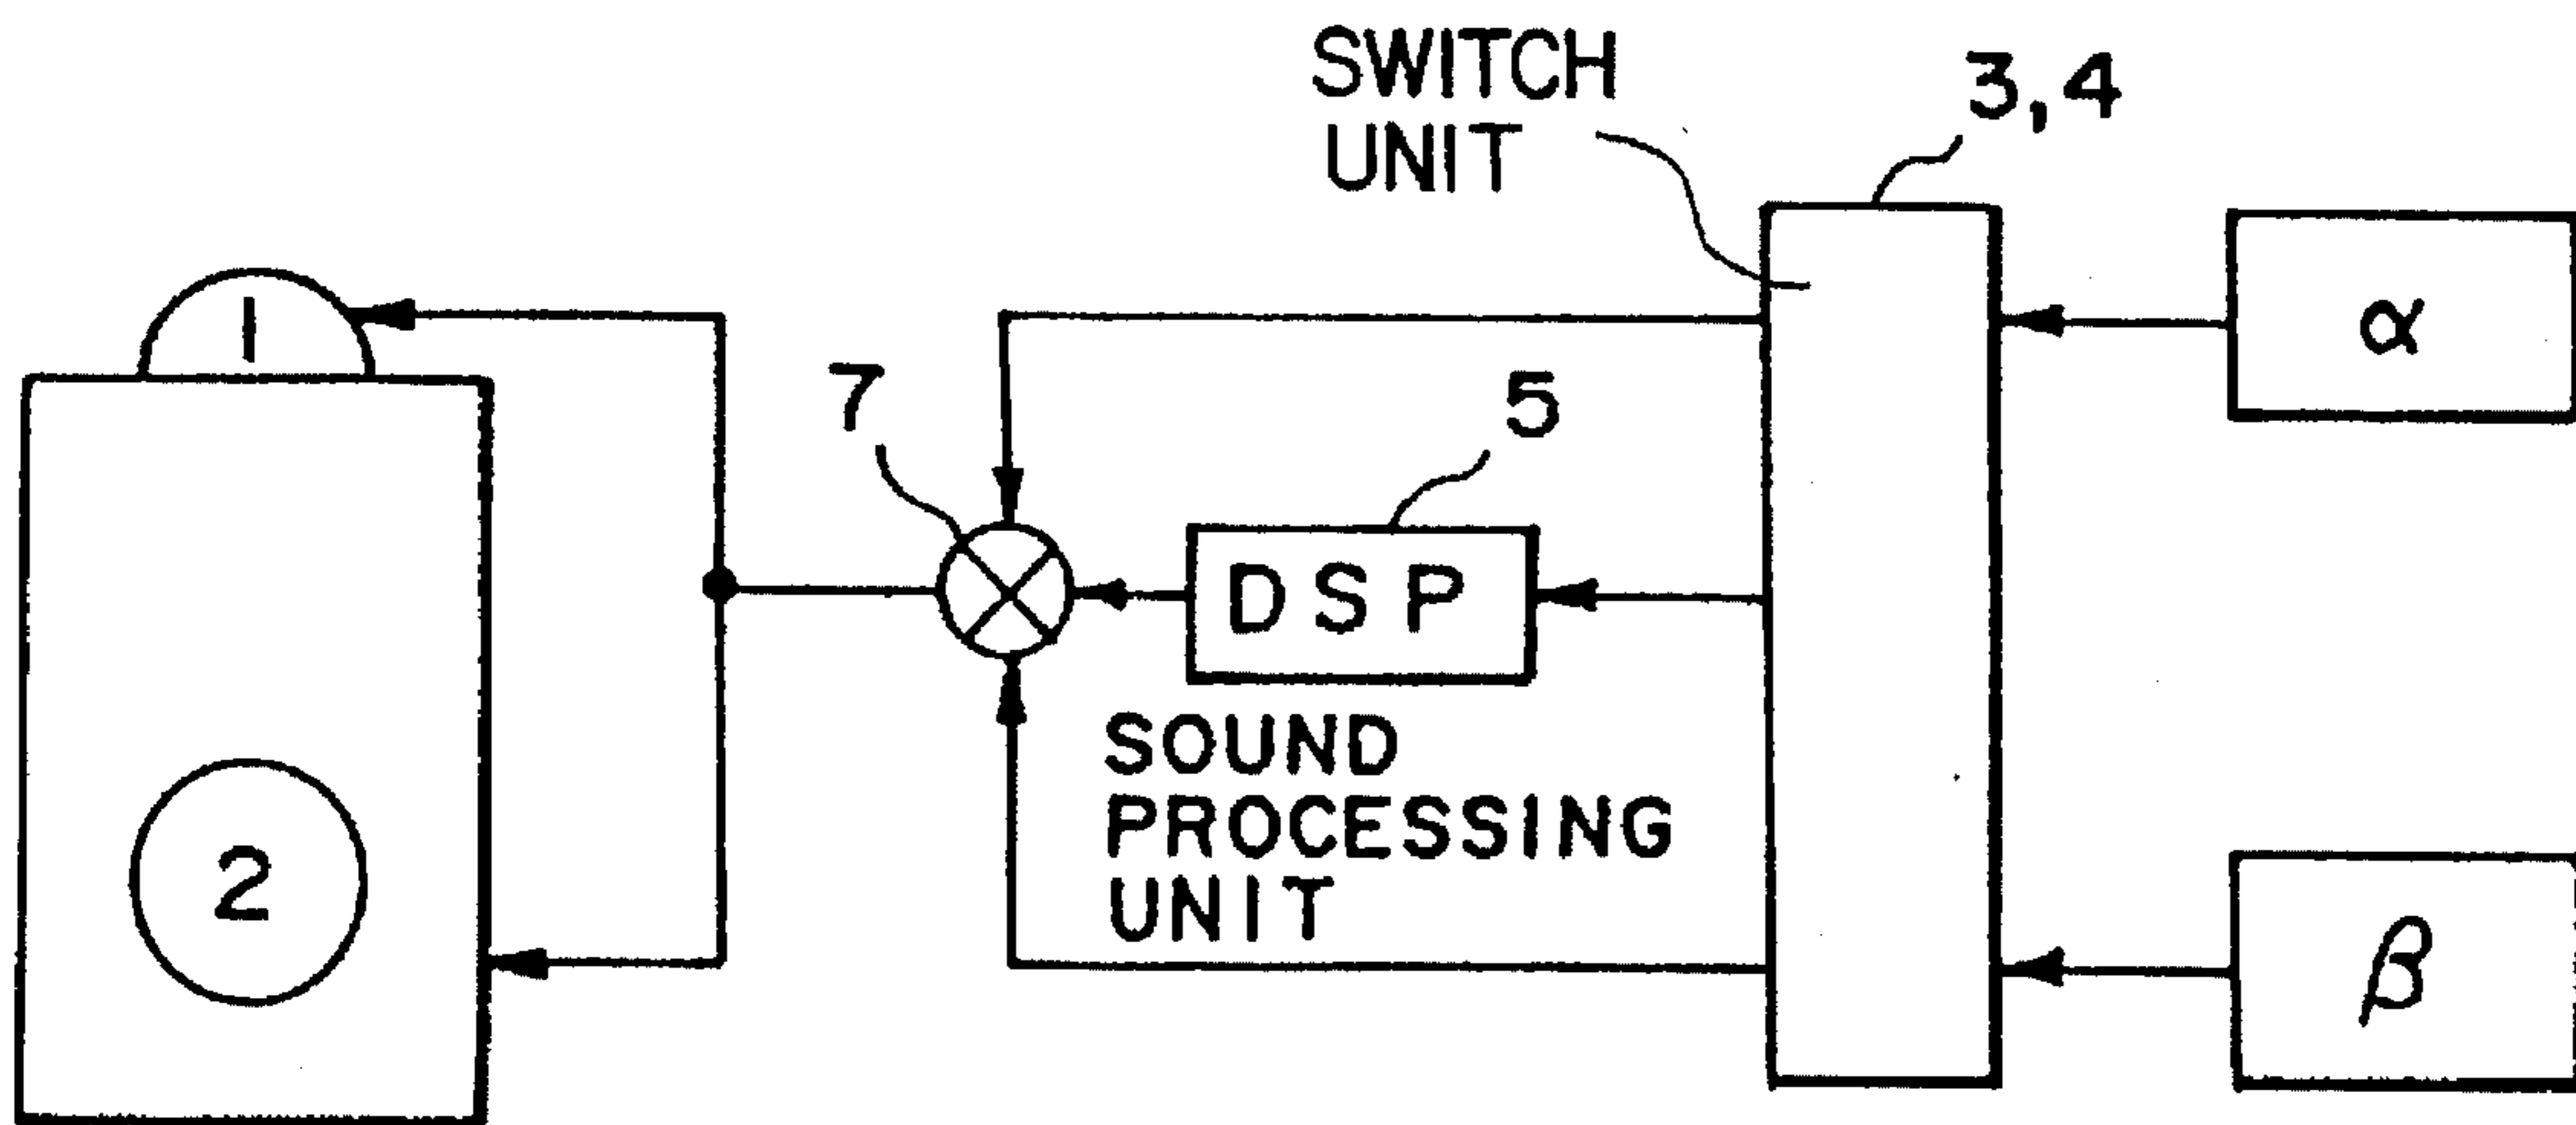 SWITCH
UNIT
3,4
1
α
7
5
DSP
SOUND
PROCESSING
UNIT
2
β